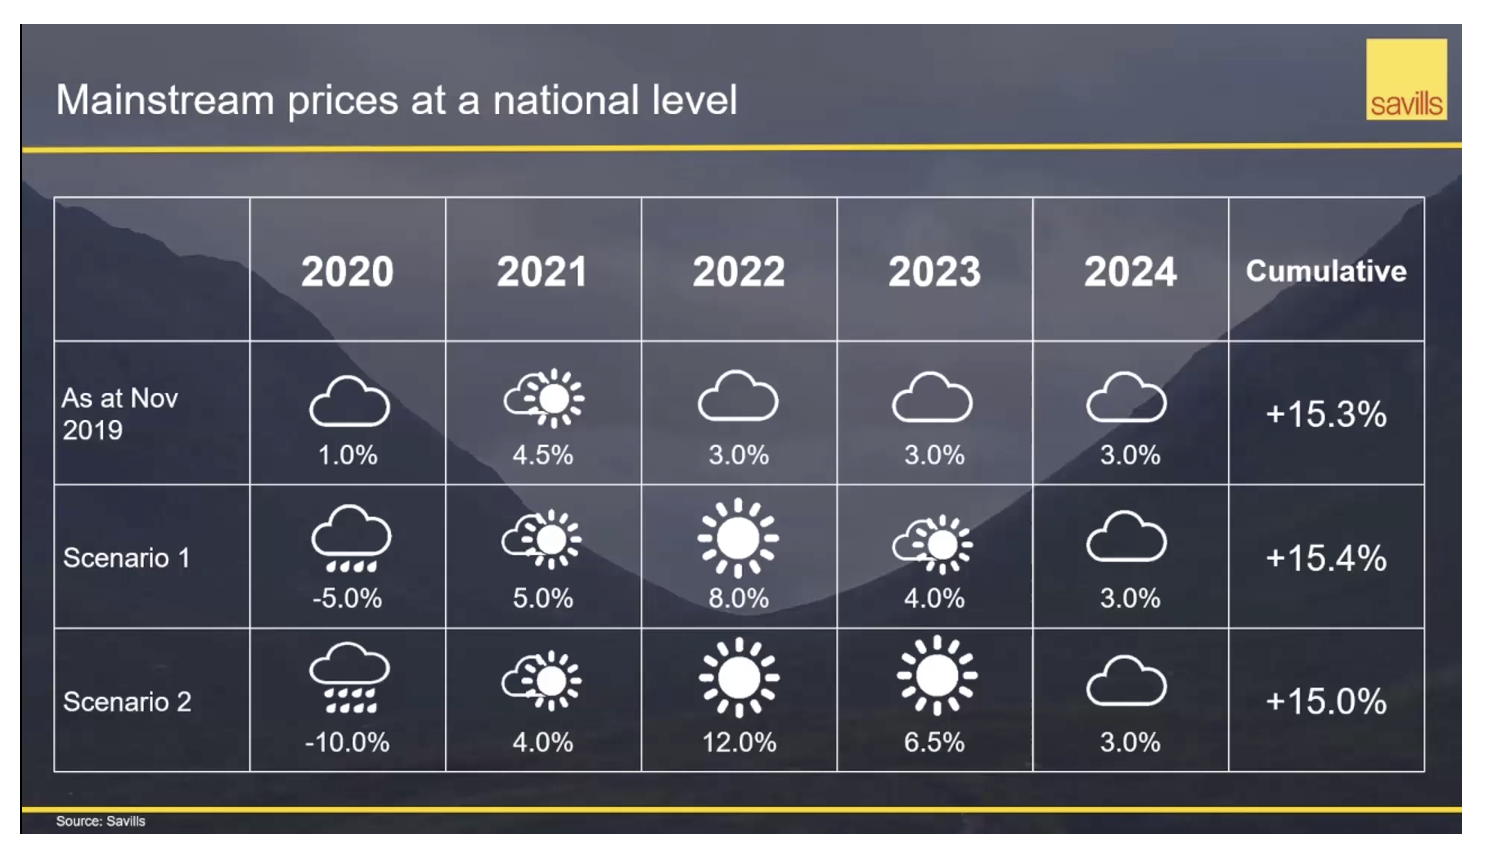 Mainstream prices at a national level
savills
2020 2021 2022 2023 2024 Cumulative
As at Nov
2019
1.0% 4.5% 3.0% 3.0% 3.0% +15.3%
Scenario 1
-5.0% 5.0% 8.0% 4.0% 3.0% +15.4%
Scenario 2
-10.0% 4.0% 12.0% 6.5% 3.0% +15.0%
Source: Savills